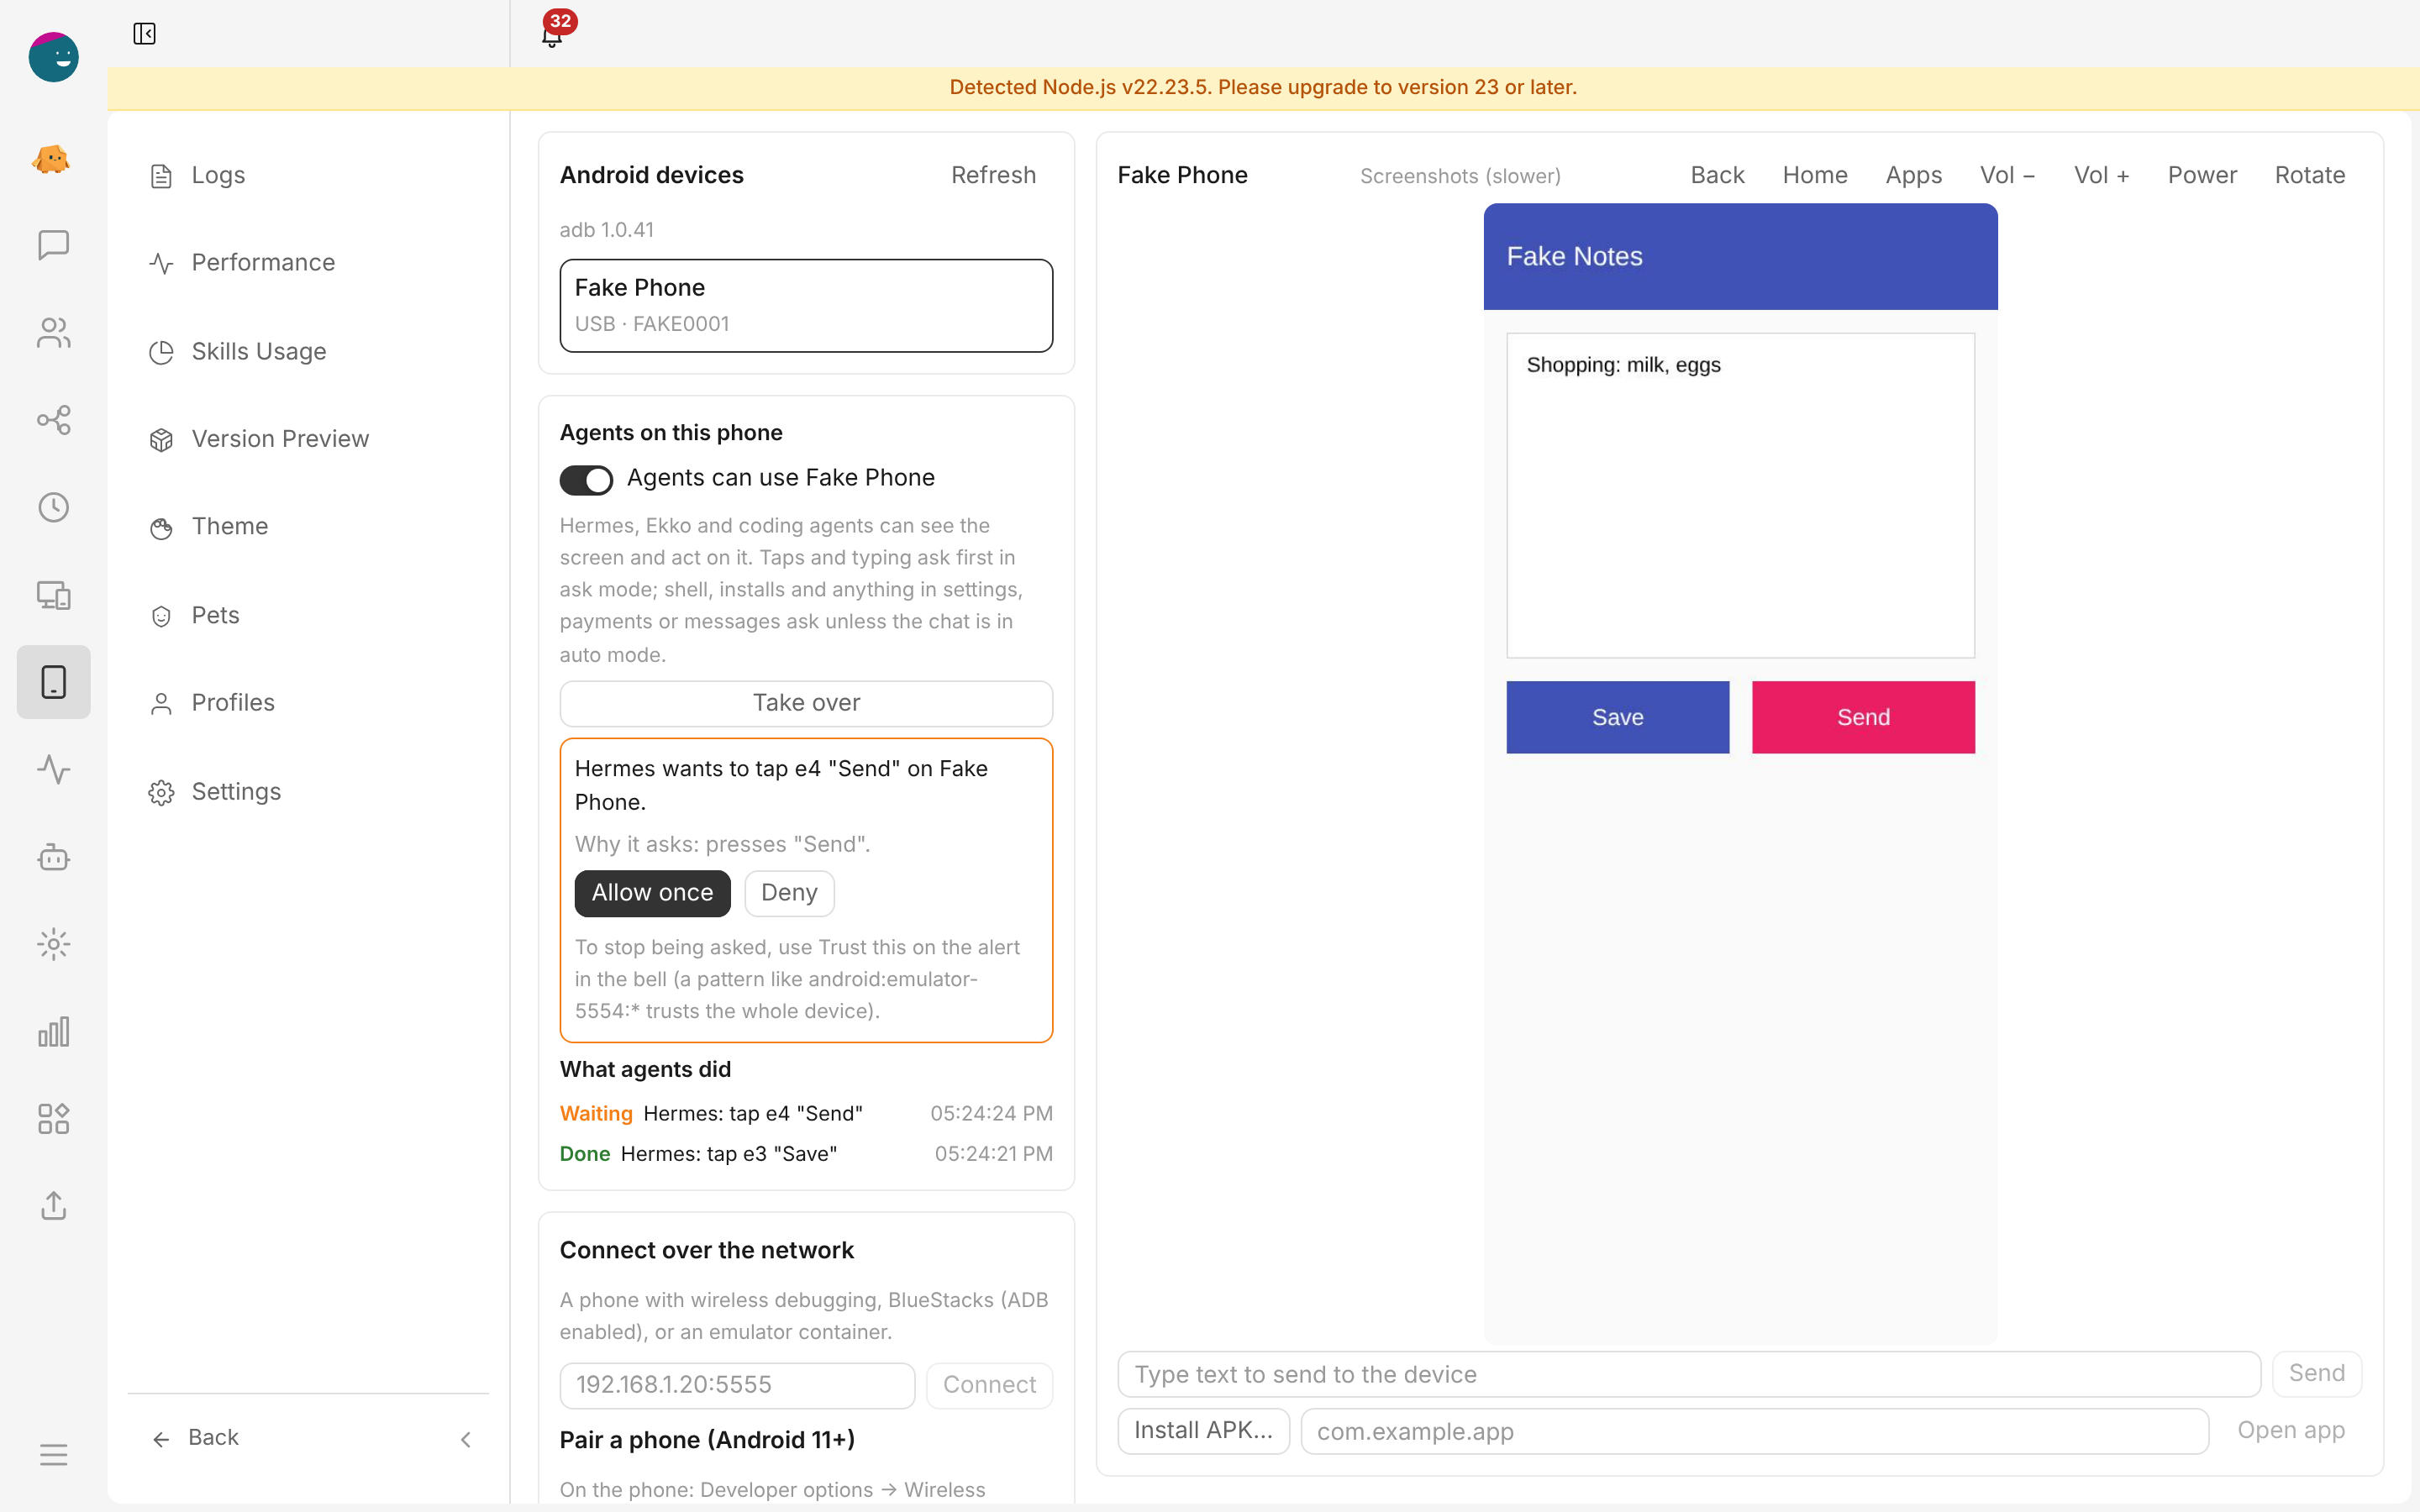 32
Detected Node.js v22.23.5. Please upgrade to version 23 or later.
Logs
Performance
Skills Usage
Version Preview
Theme
Pets
Profiles
Settings
Back
Android devices
Refresh
adb 1.0.41
Fake Phone
USB · FAKE0001
Agents on this phone
Agents can use Fake Phone
Hermes, Ekko and coding agents can see the
screen and act on it. Taps and typing ask first in
ask mode; shell, installs and anything in settings,
payments or messages ask unless the chat is in
auto mode.
Take over
Hermes wants to tap e4 "Send" on Fake
Phone.
Why it asks: presses "Send".
Allow once
Deny
To stop being asked, use Trust this on the alert
in the bell (a pattern like android:emulator-
5554:* trusts the whole device).
What agents did
Waiting Hermes: tap e4 "Send" 05:24:24 PM
Done Hermes: tap e3 "Save" 05:24:21 PM
Connect over the network
A phone with wireless debugging, BlueStacks (ADB
enabled), or an emulator container.
192.168.1.20:5555
Connect
Pair a phone (Android 11+)
On the phone: Developer options → Wireless
Fake Phone
Screenshots (slower)
Back
Home
Apps
Vol −
Vol +
Power
Rotate
Fake Notes
Shopping: milk, eggs
Save
Send
Type text to send to the device
Send
Install APK...
com.example.app
Open app